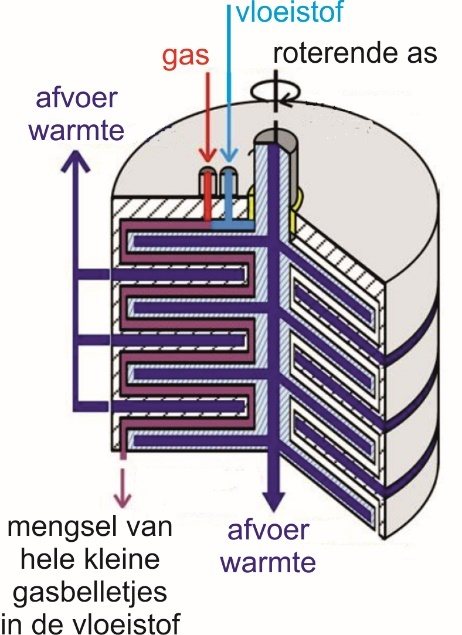 vloeistof
gas
roterende as
afvoer
warmte
mengsel van
hele kleine
gasbelletjes
in de vloeistof
afvoer
warmte